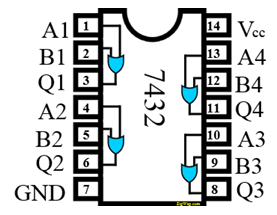 A1 1 14 Vcc
B1 2 13 A4
Q1 3 12 B4
A2 4 11 Q4
B2 5 10 A3
Q2 6 9 B3
GND 7 8 Q3
7432